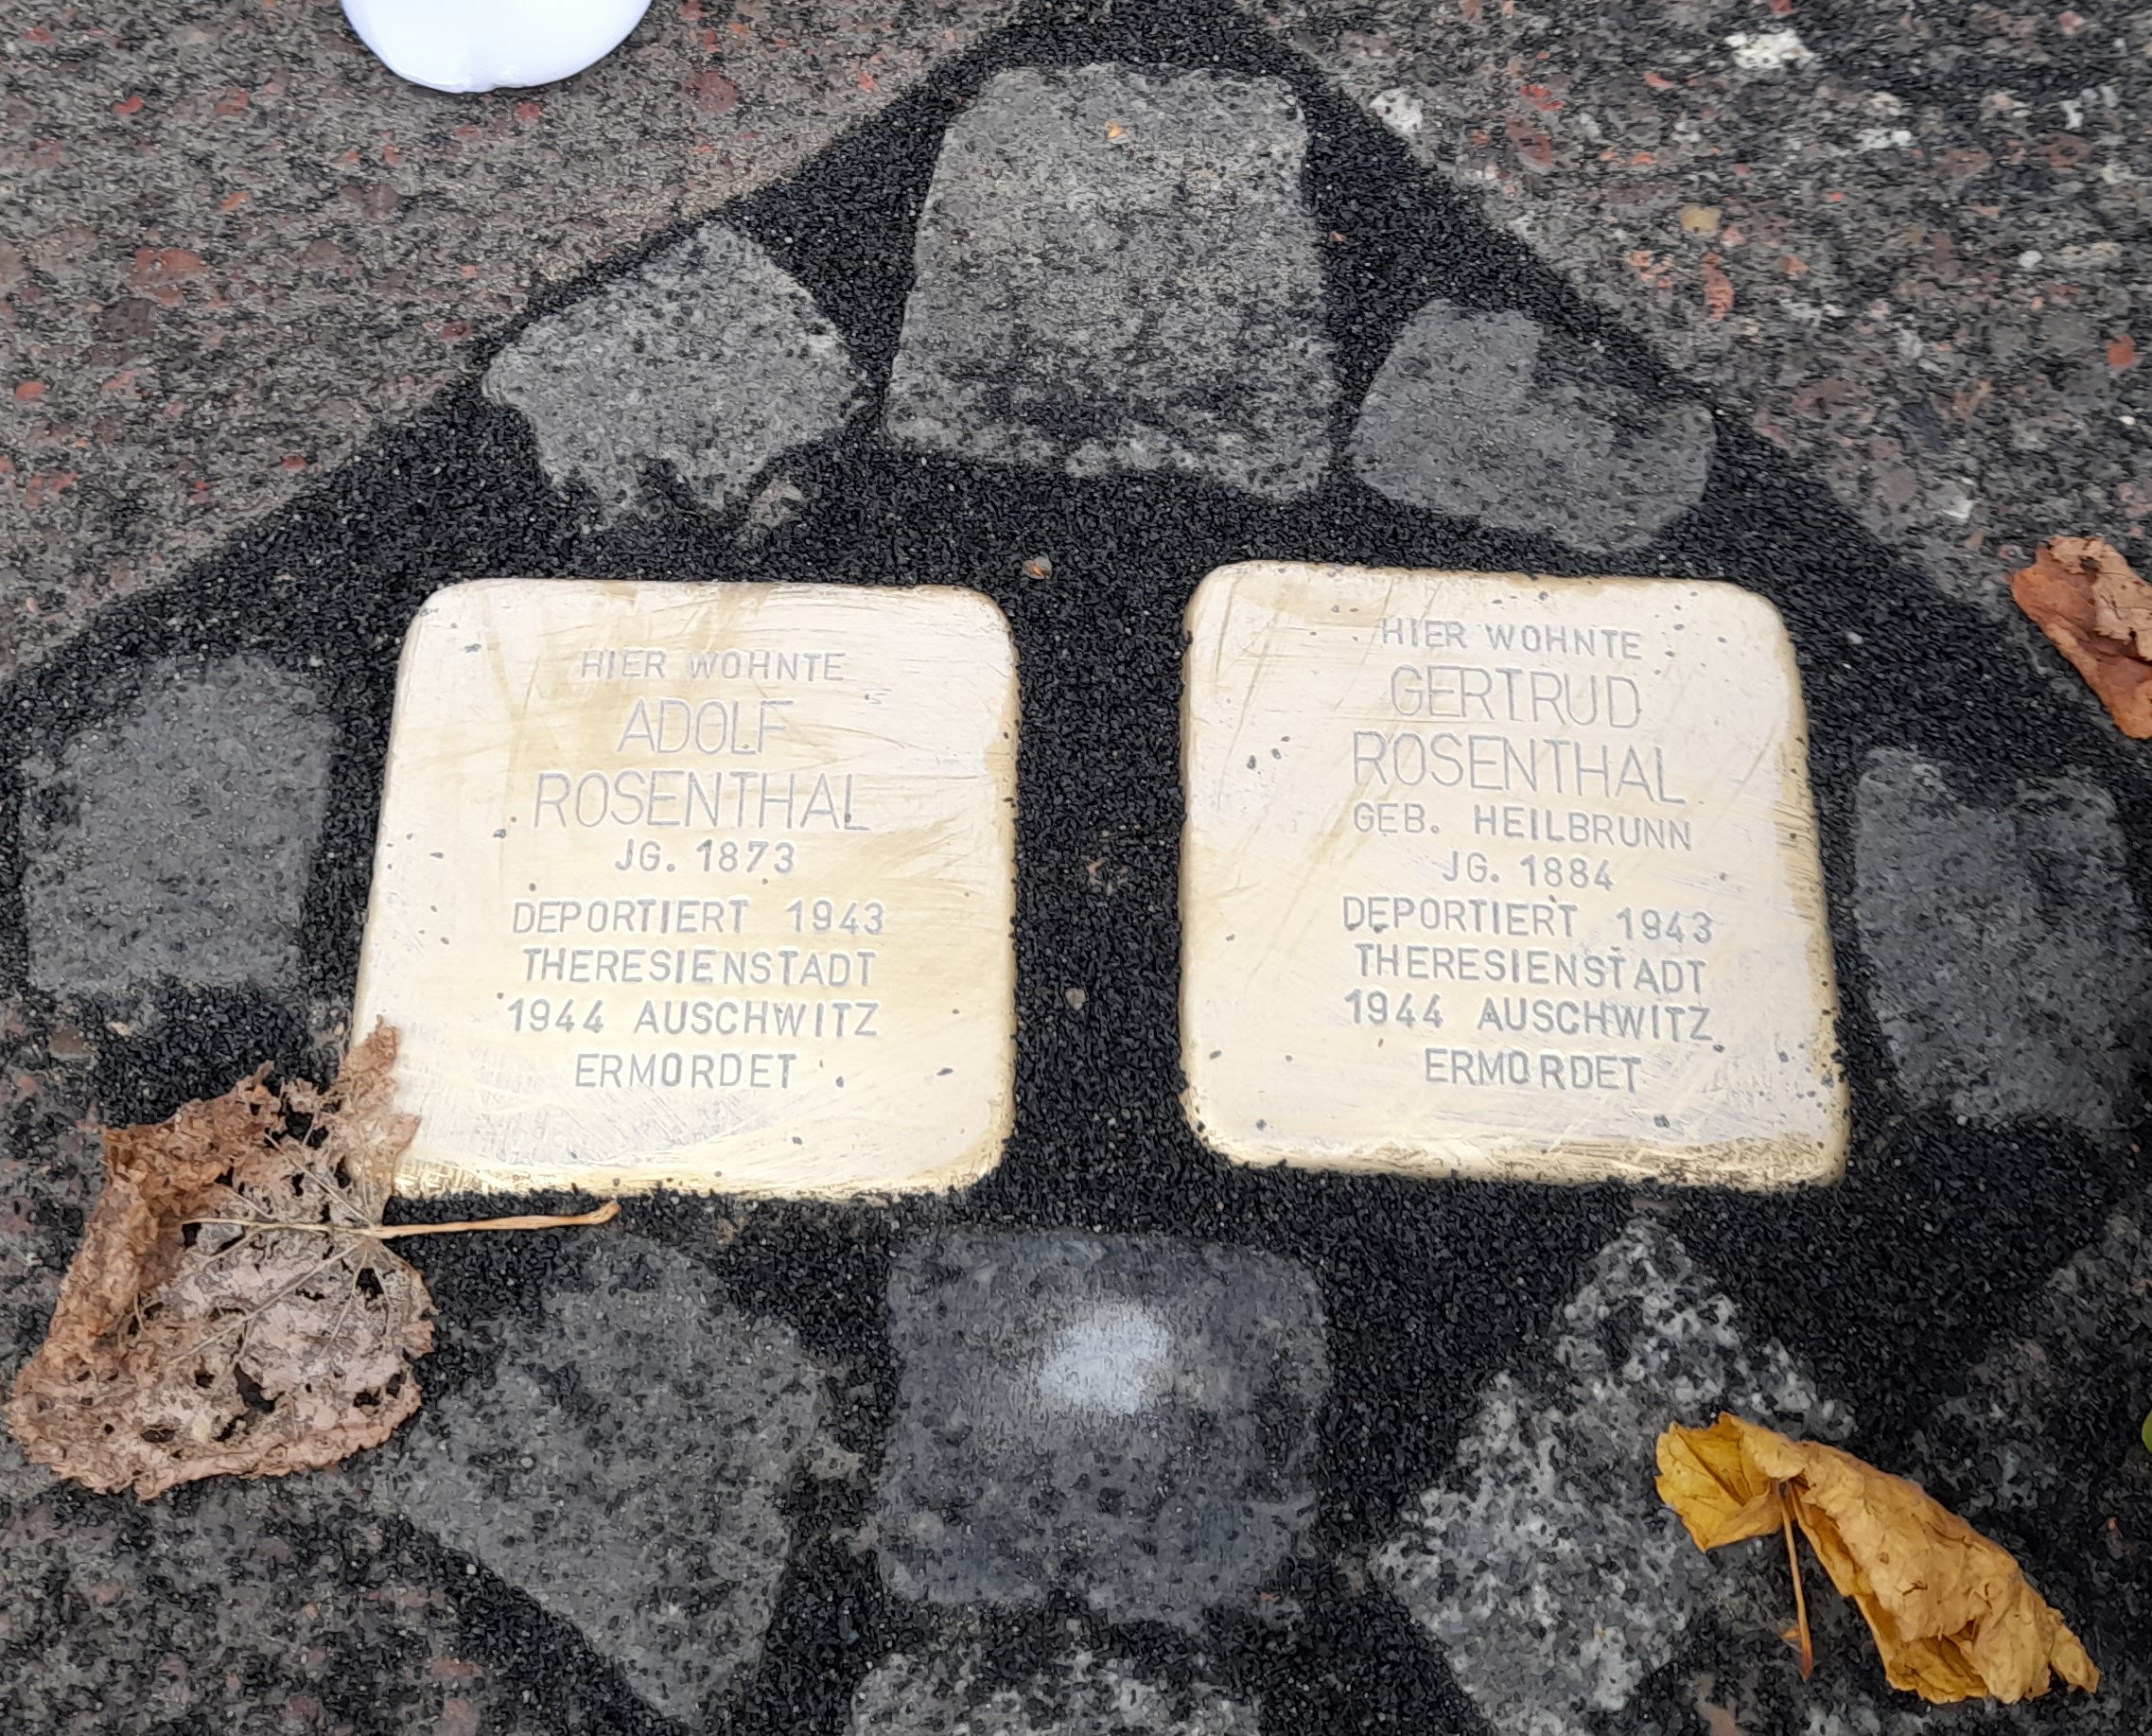 HIER WOHNTE
ADOLF
ROSENTHAL
JG. 1873
DEPORTIERT 1943
THERESIENSTADT
1944 AUSCHWITZ
ERMORDET
HIER WOHNTE
GERTRUD
ROSENTHAL
GEB. HEILBRUNN
JG. 1884
DEPORTIERT 1943
THERESIENSTADT
1944 AUSCHWITZ
ERMORDET